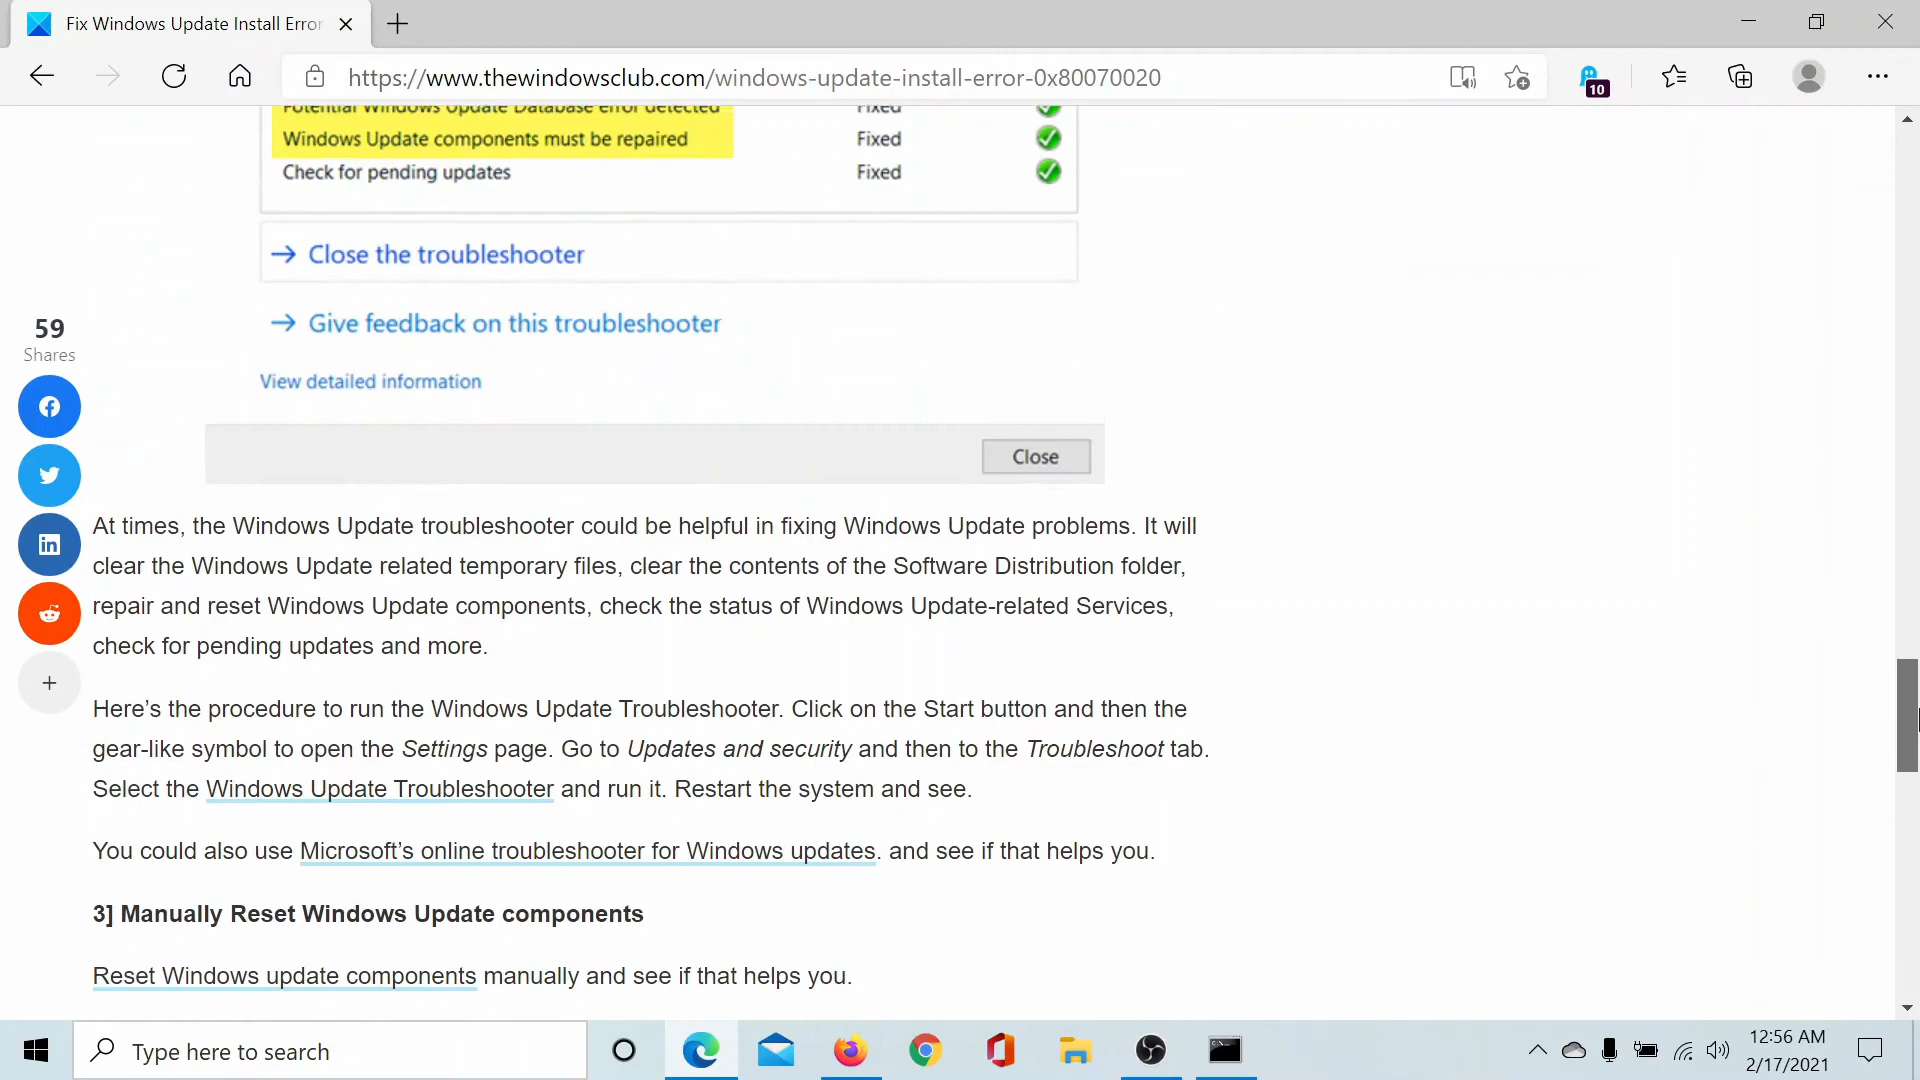 Fix Windows Update Install Error
https://www.thewindowsclub.com/windows-update-install-error-0x80070020
10
Potential Windows Update Database error detected Fixed
Windows Update components must be repaired Fixed
Check for pending updates Fixed
→ Close the troubleshooter
→ Give feedback on this troubleshooter
View detailed information
Close
59
Shares
At times, the Windows Update troubleshooter could be helpful in fixing Windows Update problems. It will
clear the Windows Update related temporary files, clear the contents of the Software Distribution folder,
repair and reset Windows Update components, check the status of Windows Update-related Services,
check for pending updates and more.
Here’s the procedure to run the Windows Update Troubleshooter. Click on the Start button and then the
gear-like symbol to open the Settings page. Go to Updates and security and then to the Troubleshoot tab.
Select the Windows Update Troubleshooter and run it. Restart the system and see.
You could also use Microsoft’s online troubleshooter for Windows updates. and see if that helps you.
3] Manually Reset Windows Update components
Reset Windows update components manually and see if that helps you.
Type here to search
12:56 AM
2/17/2021